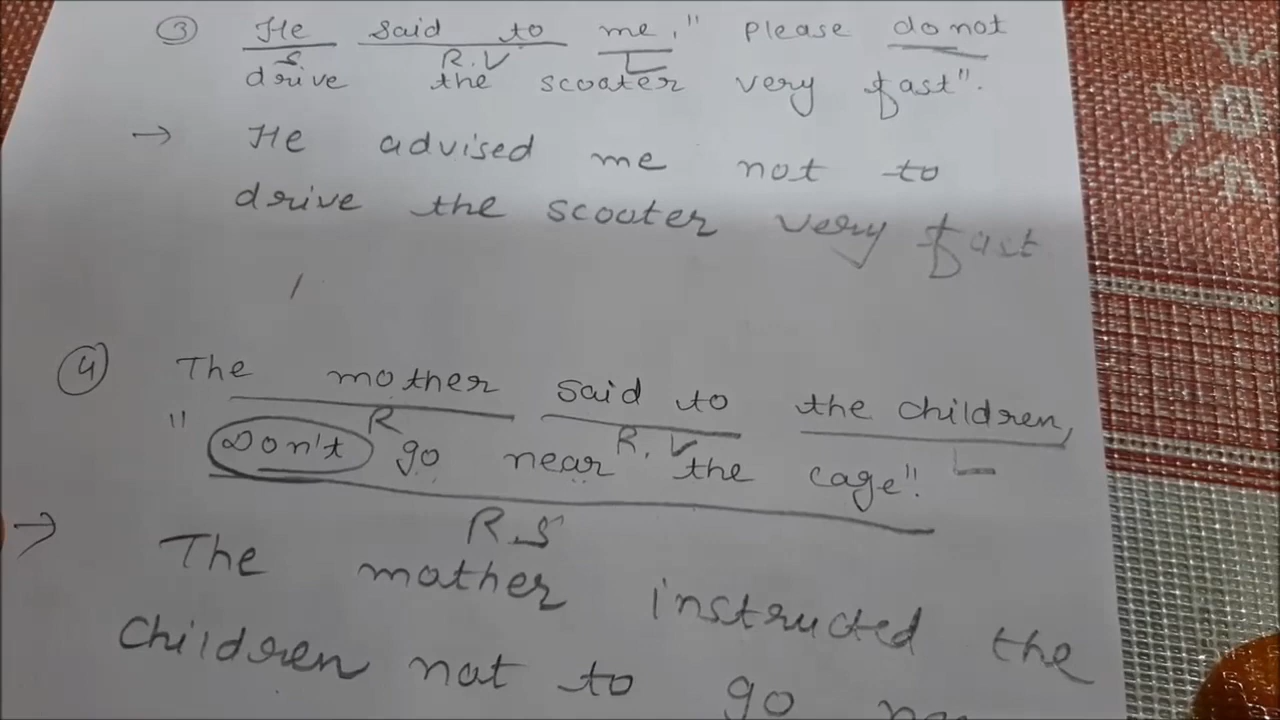 ③ He said to me," Please do not
S R.V L
drive the scooter very fast".
→ He advised me not to
drive the scooter very fast
④ The mother said to the children,
R R.V L
"Don't go near the cage".
R.S
→ The mother instructed the
children not to go